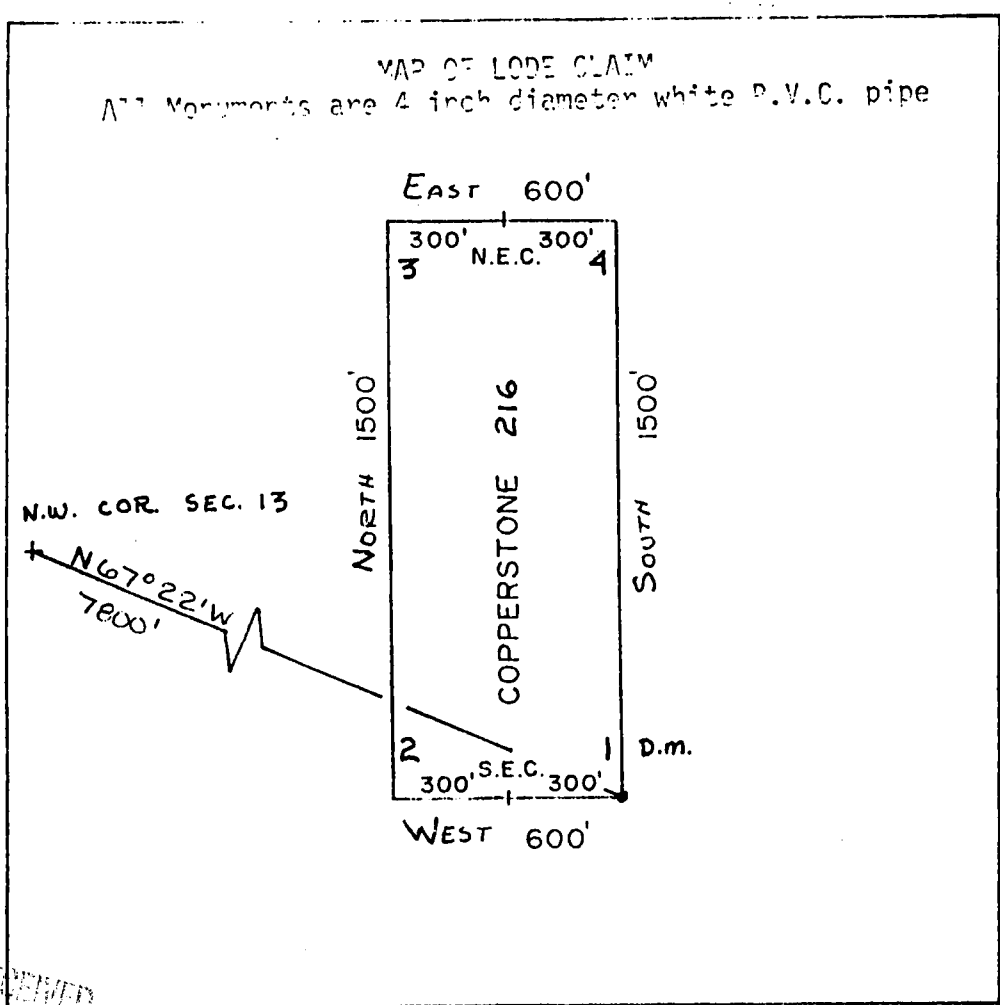 MAP OF LODE CLAIM
All Monuments are 4 inch diameter white P.V.C. pipe
EAST 600'
300' 300'
N.E.C.
3 4
NORTH 1500'
COPPERSTONE 216
SOUTH 1500'
N.W. COR. SEC. 13
N67°22'W
7800'
2 1 D.m.
300' S.E.C. 300'
WEST 600'